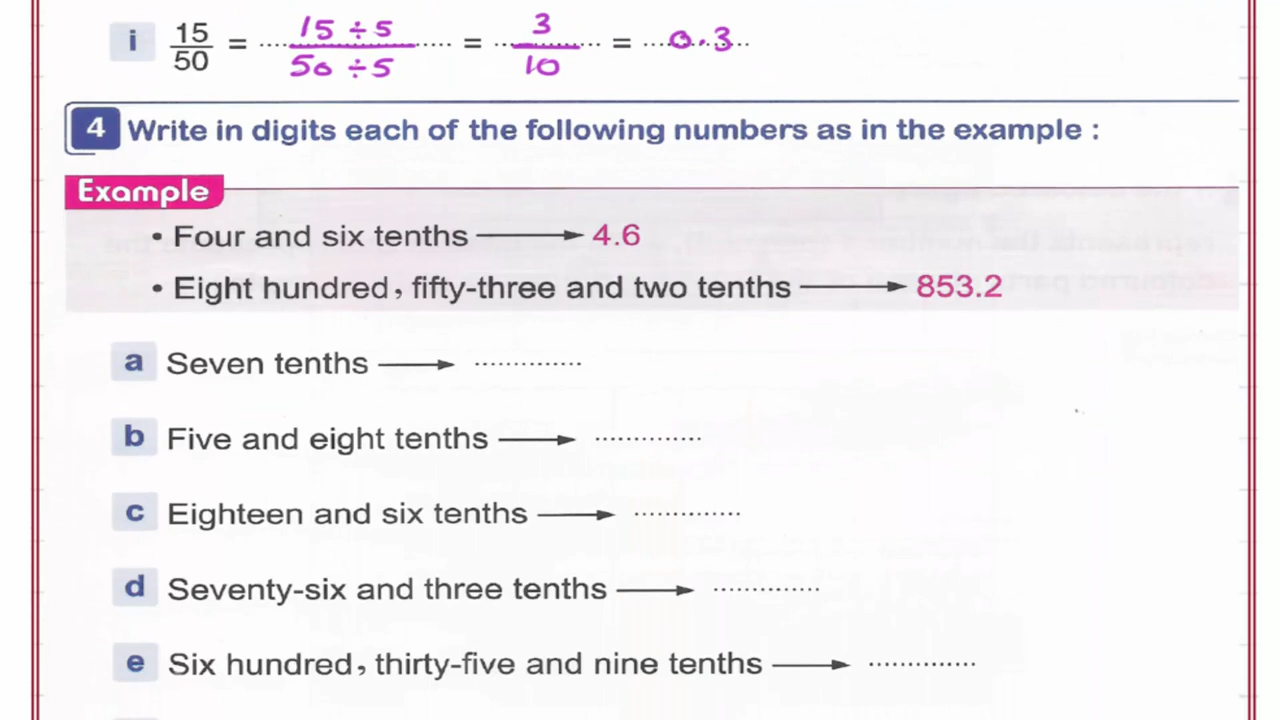 i 15/50 = 15 ÷ 5 / 50 ÷ 5 = 3/10 = 0.3
4 Write in digits each of the following numbers as in the example :
Example
• Four and six tenths → 4.6
• Eight hundred, fifty-three and two tenths → 853.2
a Seven tenths → ............
b Five and eight tenths → ............
c Eighteen and six tenths → ............
d Seventy-six and three tenths → ............
e Six hundred, thirty-five and nine tenths → ............